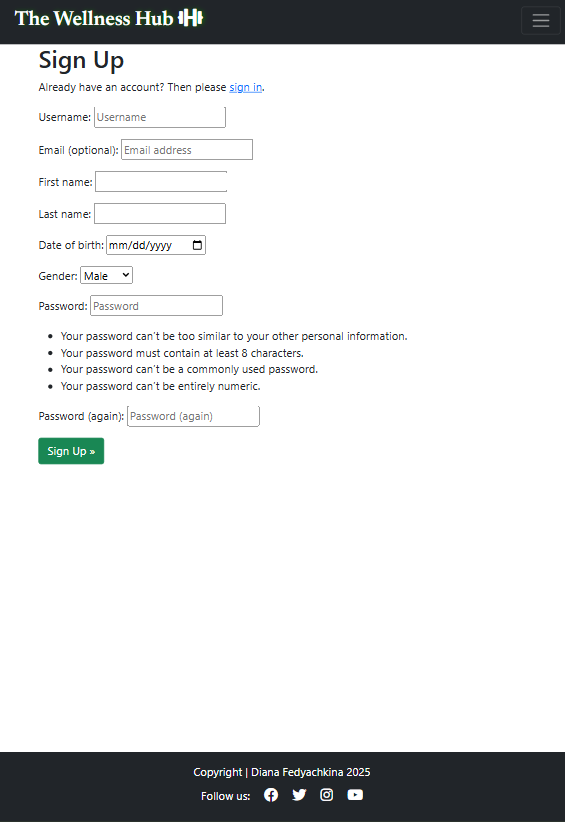 The Wellness Hub
Sign Up
Already have an account? Then please sign in.
Username: Username
Email (optional): Email address
First name:
Last name:
Date of birth: mm/dd/yyyy
Gender: Male
Password: Password
Your password can't be too similar to your other personal information.
Your password must contain at least 8 characters.
Your password can't be a commonly used password.
Your password can't be entirely numeric.
Password (again): Password (again)
Sign Up »
Copyright | Diana Fedyachkina 2025
Follow us: